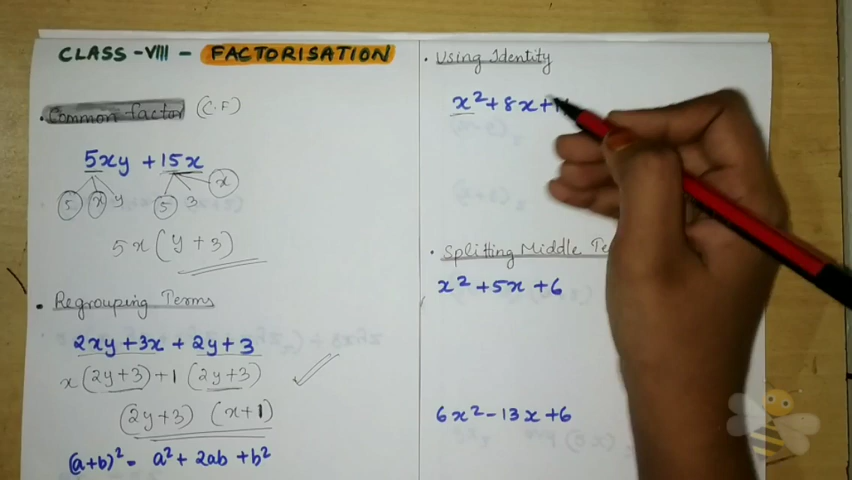 CLASS-VIII - FACTORISATION
Common factor (C.F)
5xy + 15x
5 x y 5 3 x
5x (y + 3)
Regrouping Terms
2xy + 3x + 2y + 3
x (2y+3) + 1 (2y+3)
(2y+3) (x+1)
(a+b)² = a² + 2ab + b²
Using Identity
x² + 8x +
Splitting Middle
x² + 5x + 6
6x² - 13x + 6